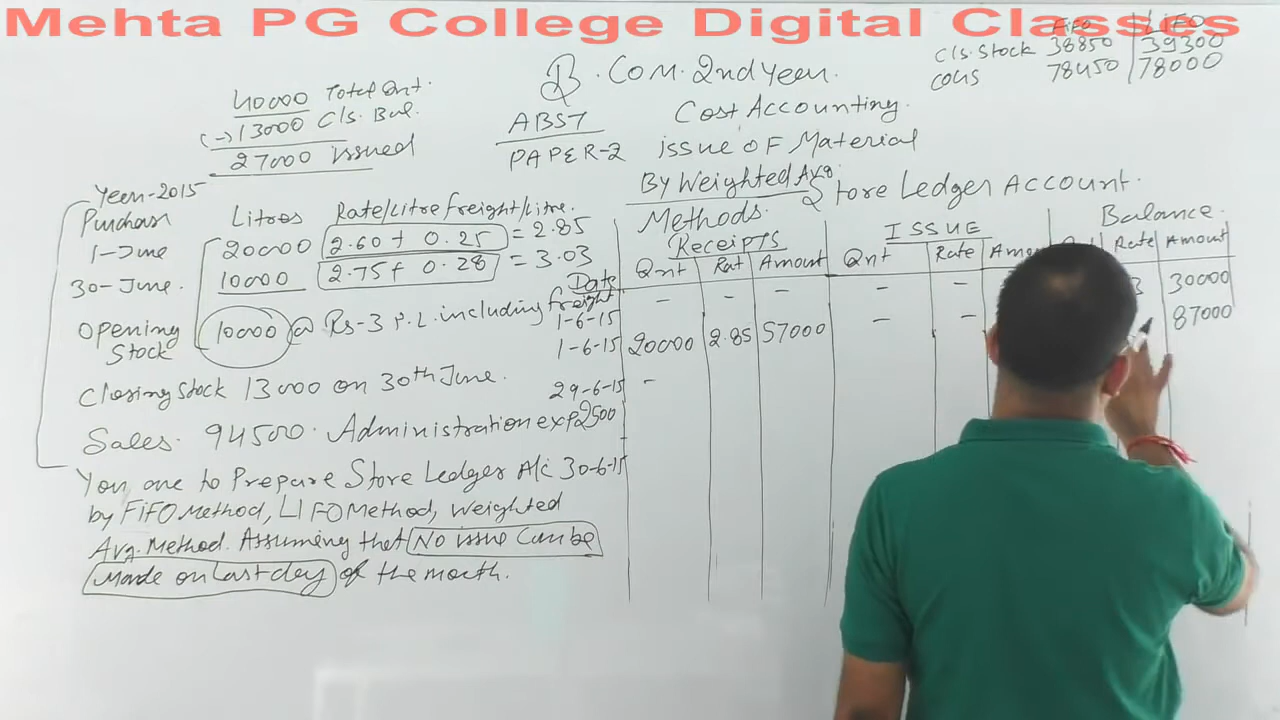 Mehta PG College Digital Classes
FiFO LiFO
Cls. Stock 38850 39300
Cons 78450 78000
B. Com. 2nd Year.
Cost Accounting.
ABST
PAPER-2 issue OF Material
40000 Total Qnt.
(-) 13000 Cls. Bal.
27000 issued
By Weighted Avg. Store Ledger Account.
Methods.
Year-2015
Purchase Litres Rate/Litre freight/Litre.
1-June 20000 2.60 + 0.25 = 2.85
30-June. 10000 2.75 + 0.28 = 3.03
Opening Stock 10000 @ Rs-3 P.L. including freight
Closing Stock 13000 on 30th June.
Sales. 94500. Administration exp 2500
You are to Prepare Store Ledger A/c
by FiFO Method, LIFO Method, Weighted
Avg. Method. Assuming that No issue Can be
Made on Last day of the month.
RECEIPTS ISSUE Balance.
Date Qnt Rat Amount Qnt Rate Amou Rate Amount
1-6-15 - - - - - 3 30000
1-6-15 20000 2.85 57000 - - 87000
29-6-15 -
30-6-15